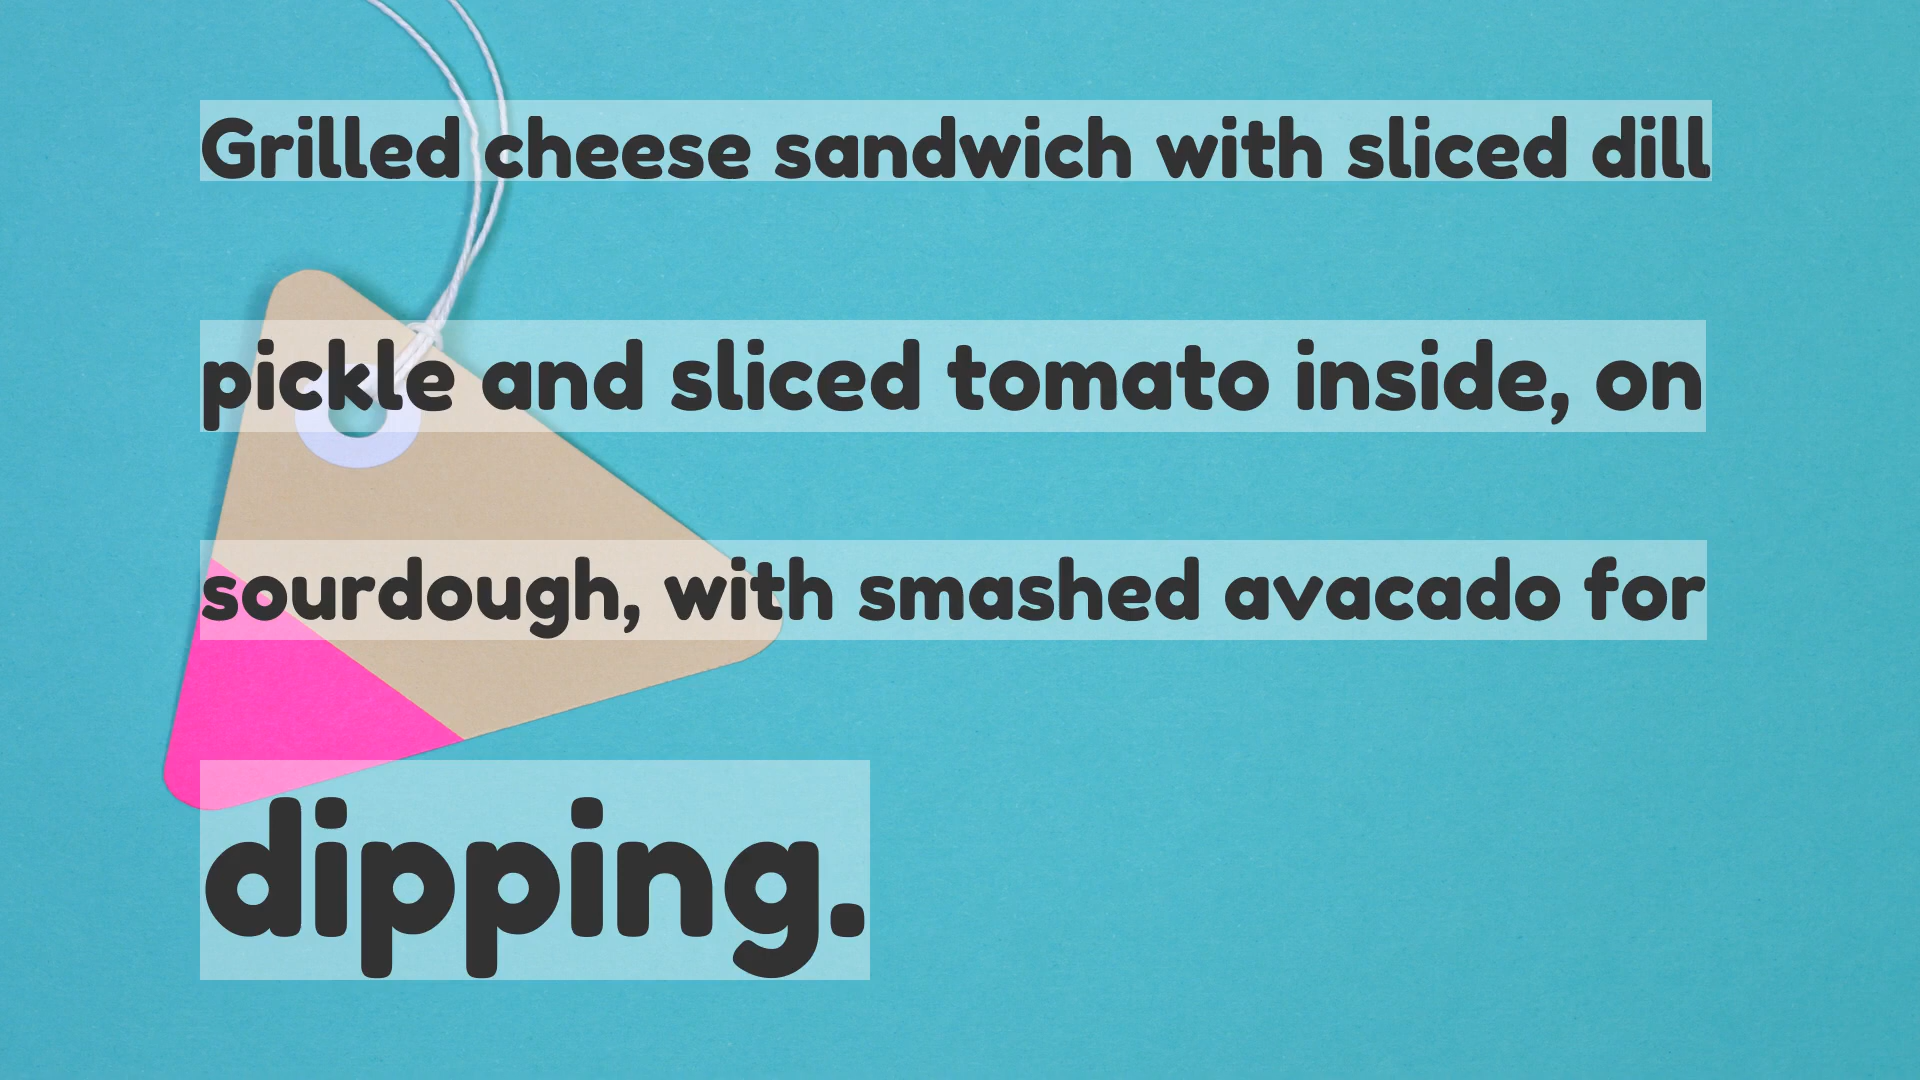 Grilled cheese sandwich with sliced dill
pickle and sliced tomato inside, on
sourdough, with smashed avacado for
dipping.